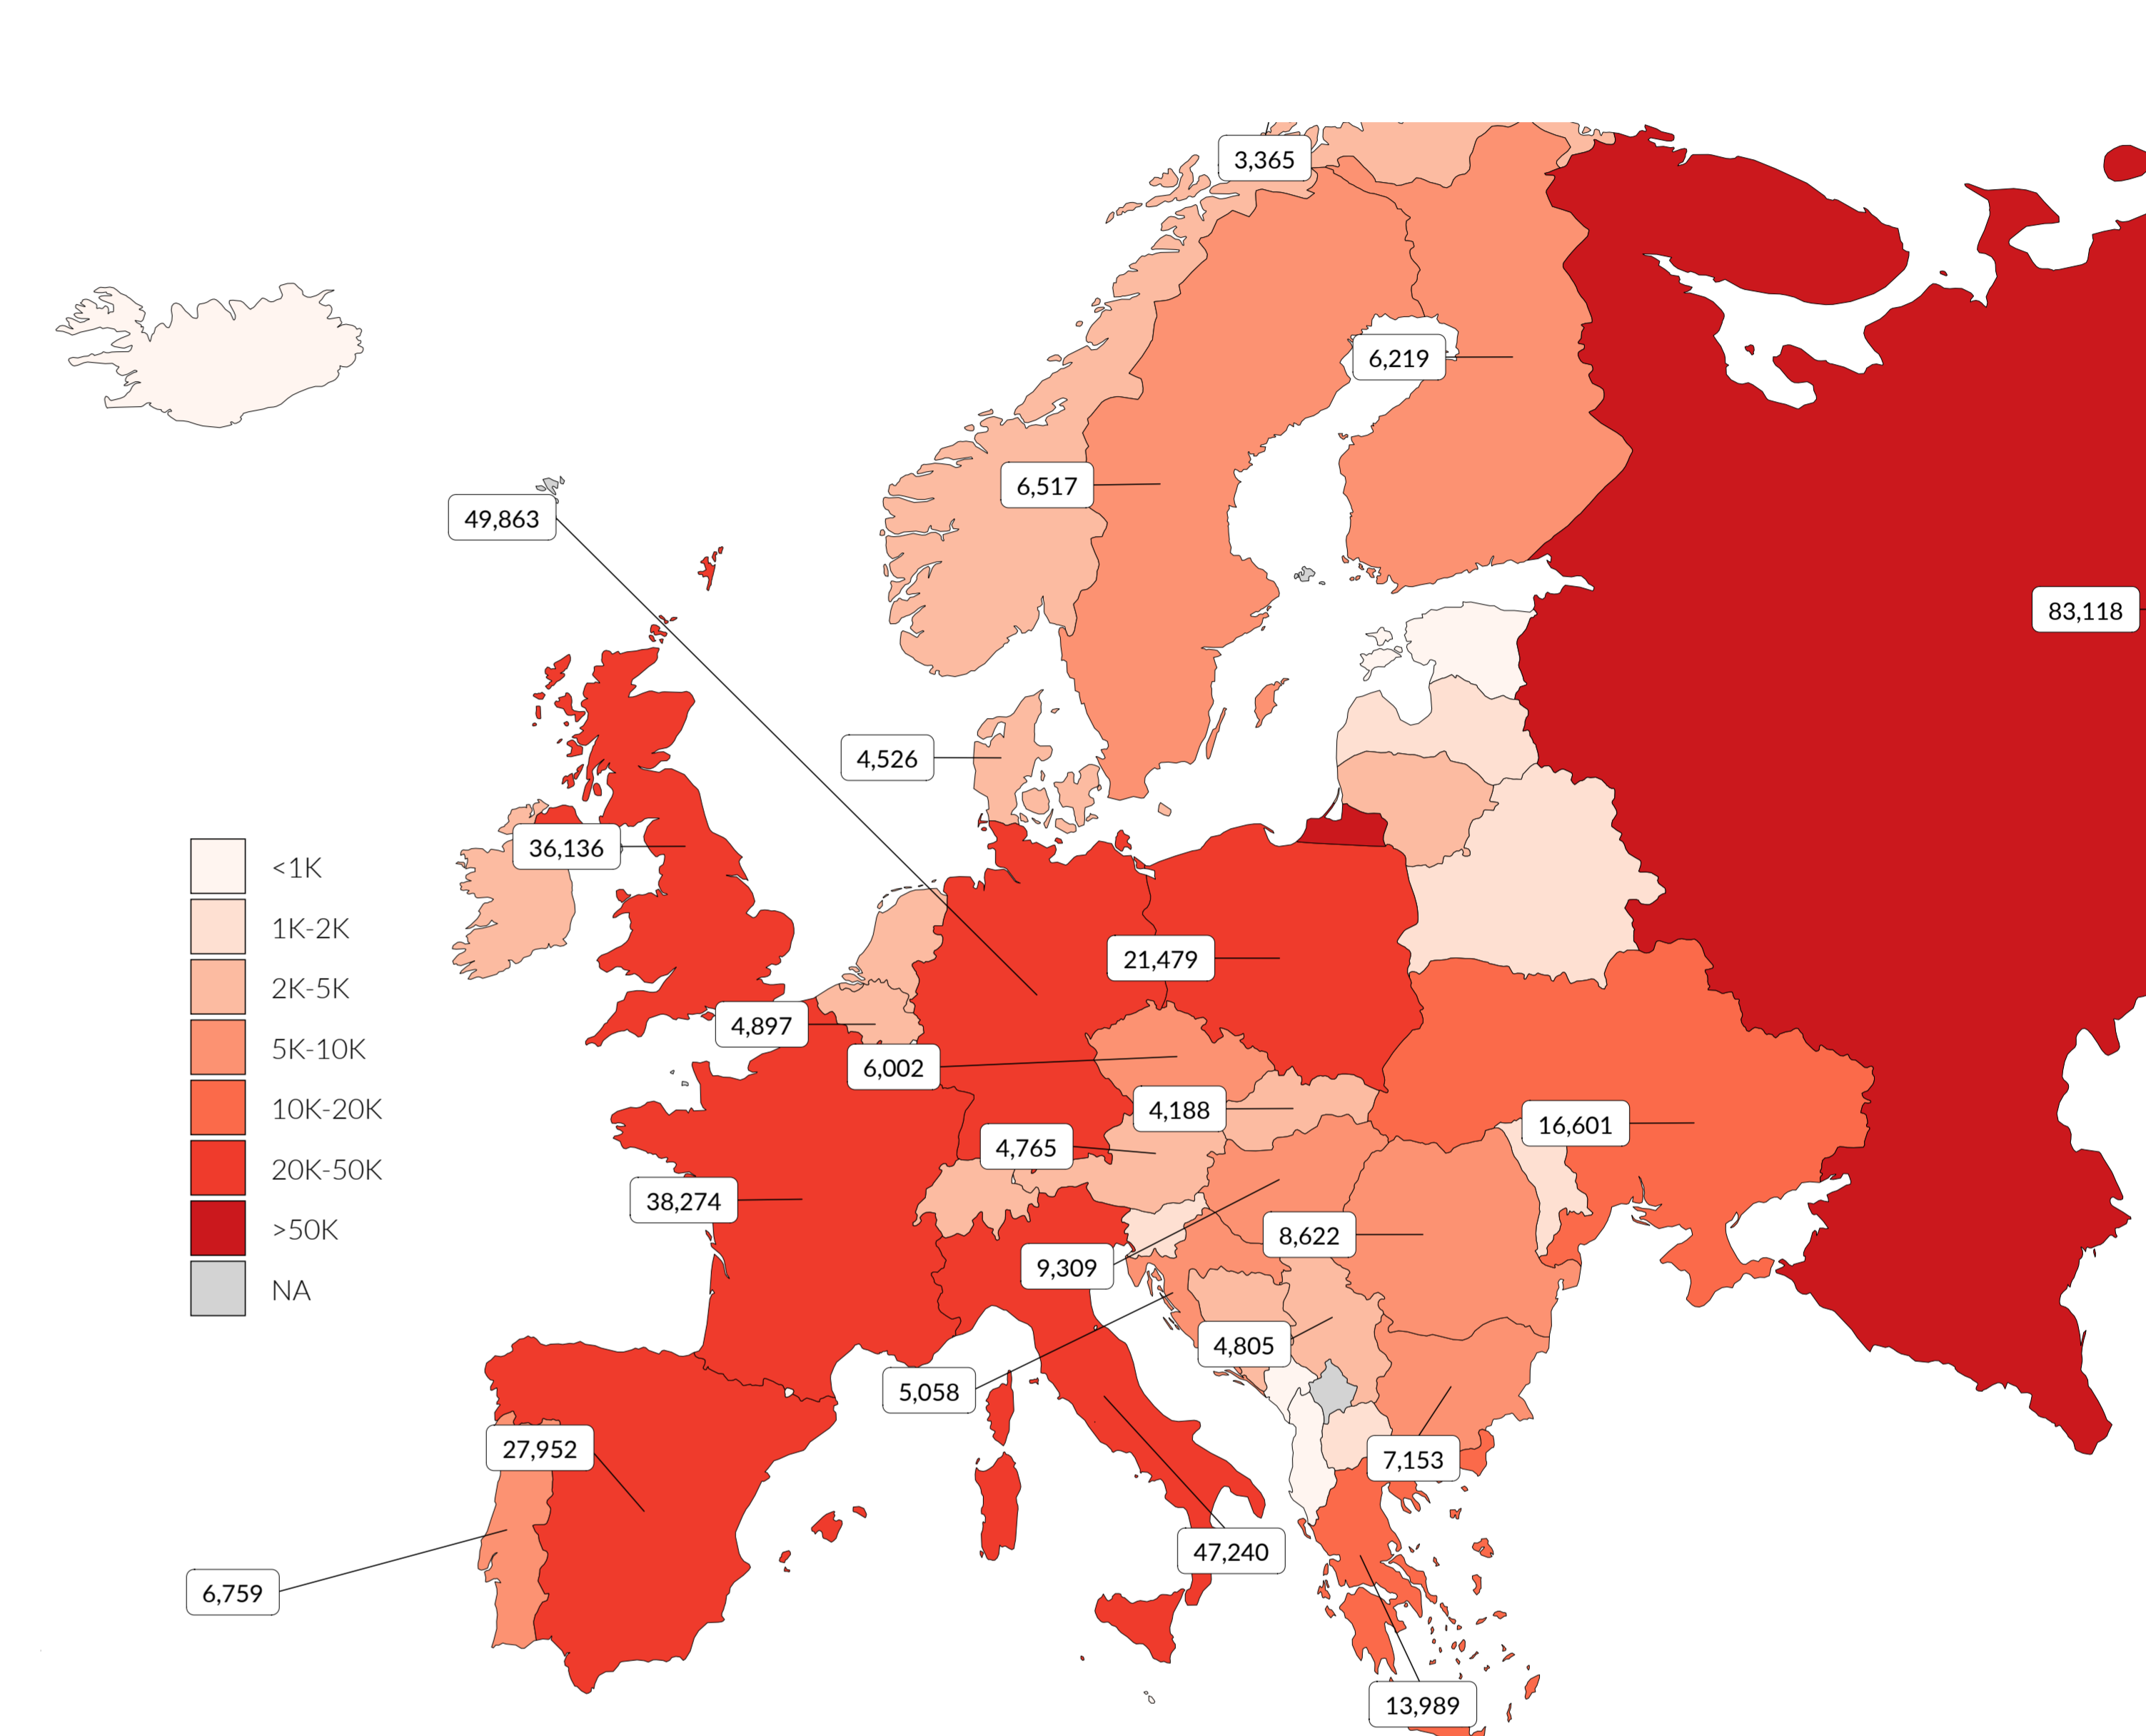 3,365
6,219
6,517
49,863
83,118
4,526
36,136
<1K
1K-2K
2K-5K
5K-10K
10K-20K
20K-50K
>50K
NA
21,479
4,897
6,002
4,188
16,601
4,765
38,274
8,622
9,309
4,805
5,058
27,952
7,153
47,240
6,759
13,989